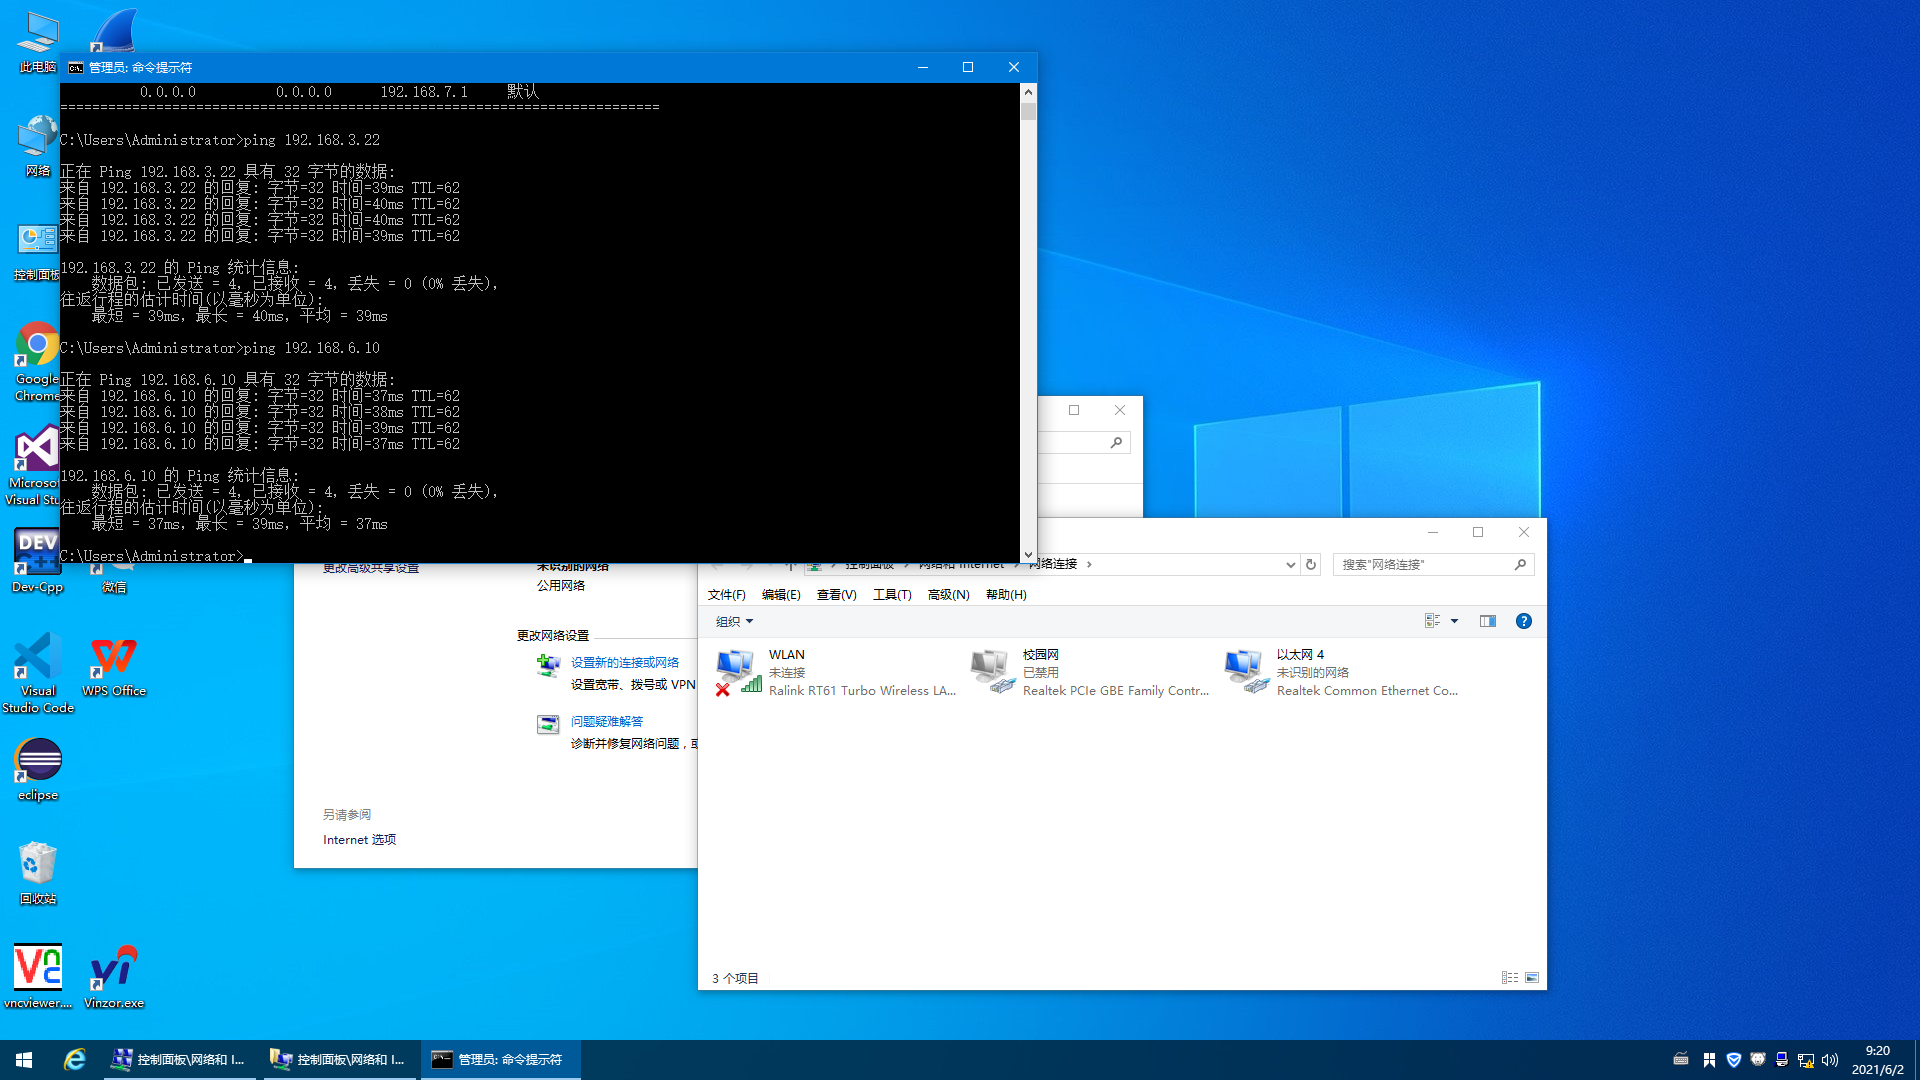 此电脑
网络
控制面板
Google
Chrome
Visual Stu
Dev-Cpp
微信
Visual
Studio Code
WPS Office
eclipse
回收站
vncviewer....
Vinzor.exe
管理员: 命令提示符
0.0.0.0 0.0.0.0 192.168.7.1 默认
===========================================================================
C:\Users\Administrator>ping 192.168.3.22
正在 Ping 192.168.3.22 具有 32 字节的数据:
来自 192.168.3.22 的回复: 字节=32 时间=39ms TTL=62
来自 192.168.3.22 的回复: 字节=32 时间=40ms TTL=62
来自 192.168.3.22 的回复: 字节=32 时间=40ms TTL=62
来自 192.168.3.22 的回复: 字节=32 时间=39ms TTL=62
192.168.3.22 的 Ping 统计信息:
数据包: 已发送 = 4，已接收 = 4，丢失 = 0 (0% 丢失)，
往返行程的估计时间(以毫秒为单位):
最短 = 39ms，最长 = 40ms，平均 = 39ms
C:\Users\Administrator>ping 192.168.6.10
正在 Ping 192.168.6.10 具有 32 字节的数据:
来自 192.168.6.10 的回复: 字节=32 时间=37ms TTL=62
来自 192.168.6.10 的回复: 字节=32 时间=38ms TTL=62
来自 192.168.6.10 的回复: 字节=32 时间=39ms TTL=62
来自 192.168.6.10 的回复: 字节=32 时间=37ms TTL=62
192.168.6.10 的 Ping 统计信息:
数据包: 已发送 = 4，已接收 = 4，丢失 = 0 (0% 丢失)，
往返行程的估计时间(以毫秒为单位):
最短 = 37ms，最长 = 39ms，平均 = 37ms
C:\Users\Administrator>
更改高级共享设置
未识别的网络
公用网络
更改网络设置
设置新的连接或网络
设置宽带、拨号或 VPN
问题疑难解答
诊断并修复网络问题，或
另请参阅
Internet 选项
控制面板 > 网络和 Internet > 网络连接 >
搜索"网络连接"
文件(F) 编辑(E) 查看(V) 工具(T) 高级(N) 帮助(H)
组织
WLAN
未连接
Ralink RT61 Turbo Wireless LA...
校园网
已禁用
Realtek PCIe GBE Family Contr...
以太网 4
未识别的网络
Realtek Common Ethernet Co...
3 个项目
控制面板\网络和 I...
控制面板\网络和 I...
管理员: 命令提示符
9:20
2021/6/2